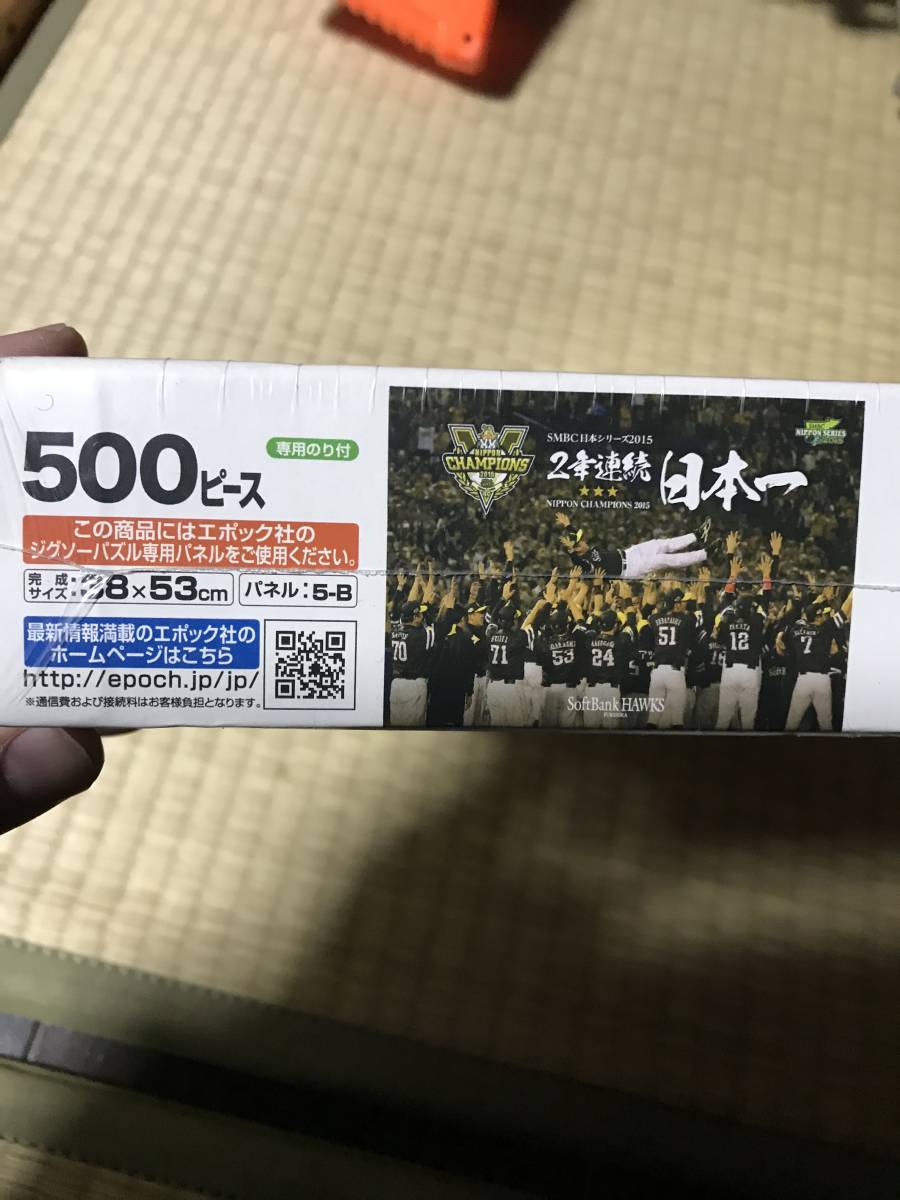 500ピース
専用のり付
この商品にはエポック社の
ジグソーパズル専用パネルをご使用ください。
完成サイズ:38×53cm
パネル:5-B
最新情報満載のエポック社の
ホームページはこちら
http://epoch.jp/jp/
※通信費および接続料はお客様負担となります。
NIPPON
CHAMPIONS
2015
SMBC日本シリーズ2015
2年連続
日本一
NIPPON CHAMPIONS 2015
SMBC
NIPPON SERIES
70
71
53
24
51
12
7
SoftBank HAWKS
FUKUOKA